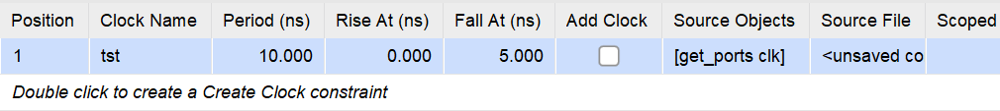 Position Clock Name Period (ns) Rise At (ns) Fall At (ns) Add Clock Source Objects Source File Scoped
1 tst 10.000 0.000 5.000 [get_ports clk] <unsaved co
Double click to create a Create Clock constraint